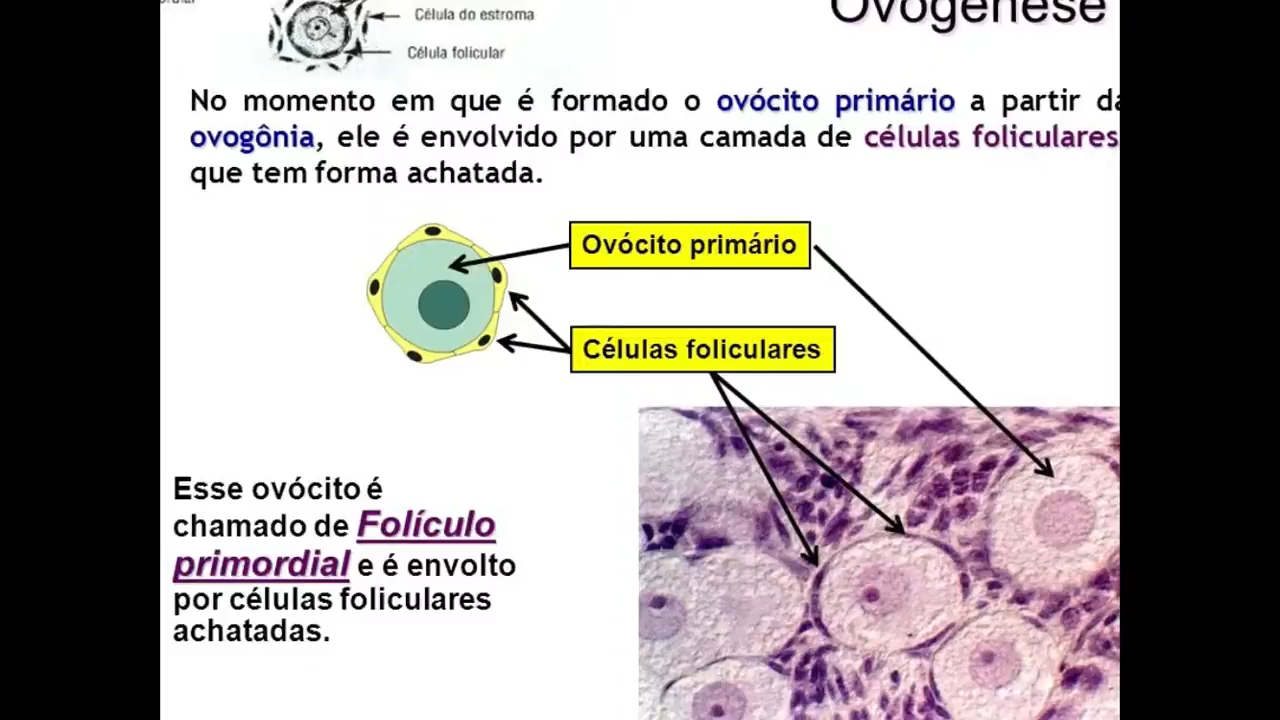 Célula do estroma
Ovogênese
Célula folicular
No momento em que é formado o ovócito primário a partir da
ovogônia, ele é envolvido por uma camada de células foliculares
que tem forma achatada.
Ovócito primário
Células foliculares
Esse ovócito é
chamado de Folículo
primordial e é envolto
por células foliculares
achatadas.